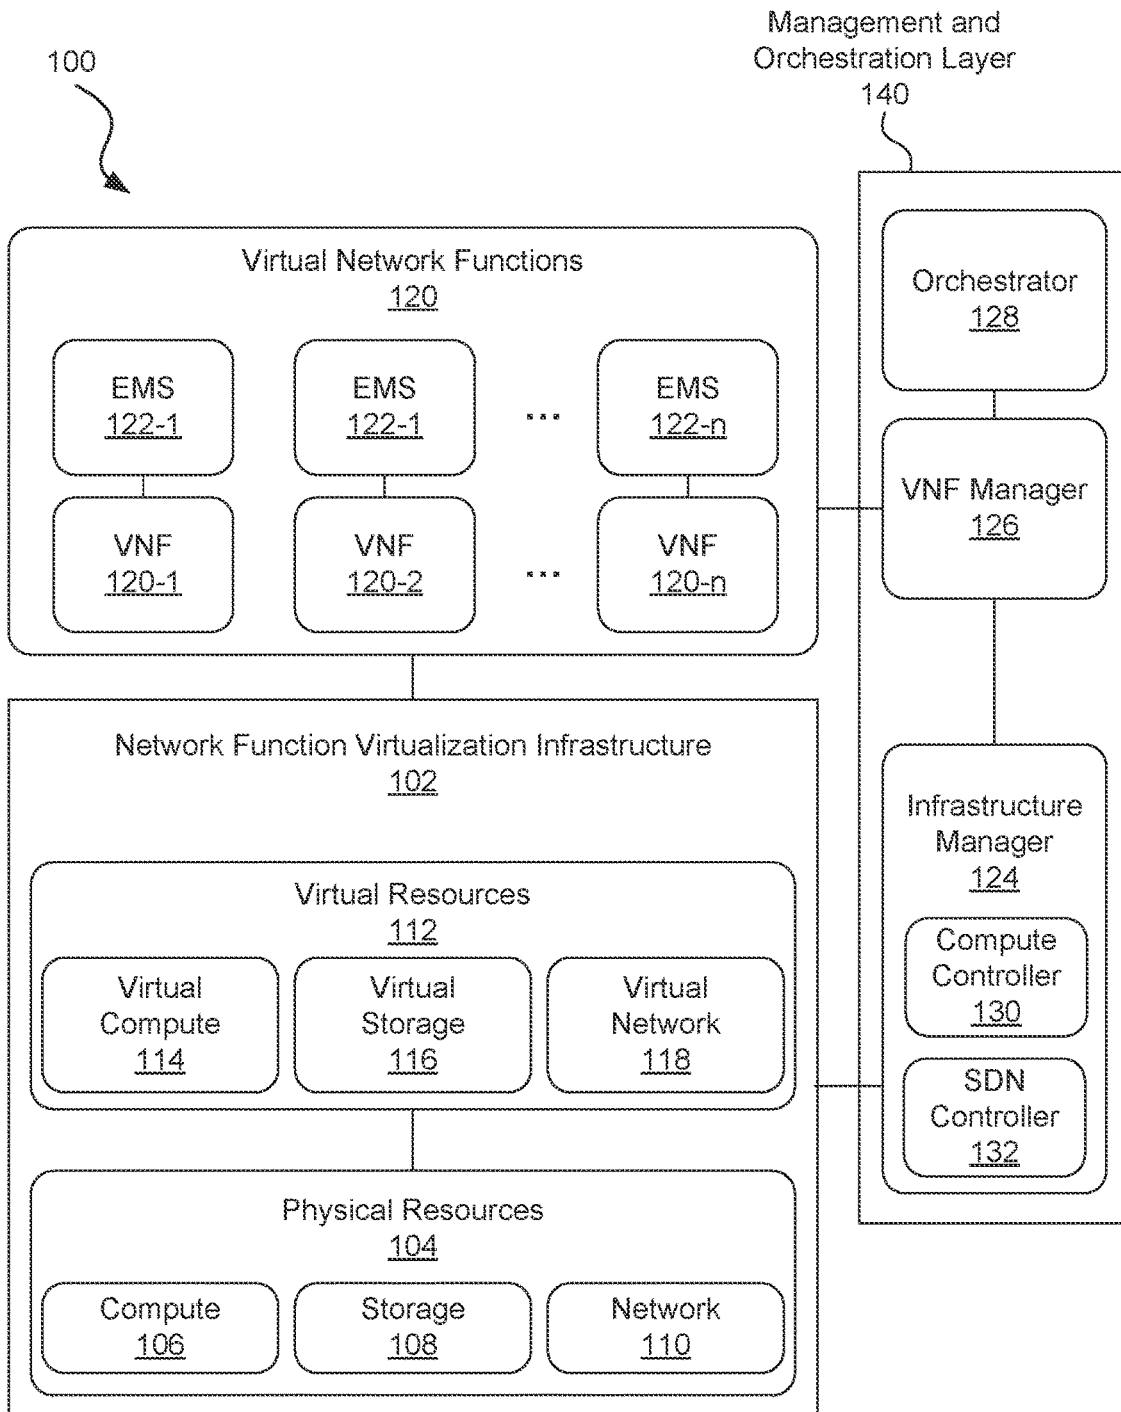 Management and
Orchestration Layer
140
100
Virtual Network Functions
120
EMS
122-1
EMS
122-1
...
EMS
122-n
VNF
120-1
VNF
120-2
...
VNF
120-n
Orchestrator
128
VNF Manager
126
Network Function Virtualization Infrastructure
102
Virtual Resources
112
Virtual
Compute
114
Virtual
Storage
116
Virtual
Network
118
Physical Resources
104
Compute
106
Storage
108
Network
110
Infrastructure
Manager
124
Compute
Controller
130
SDN
Controller
132